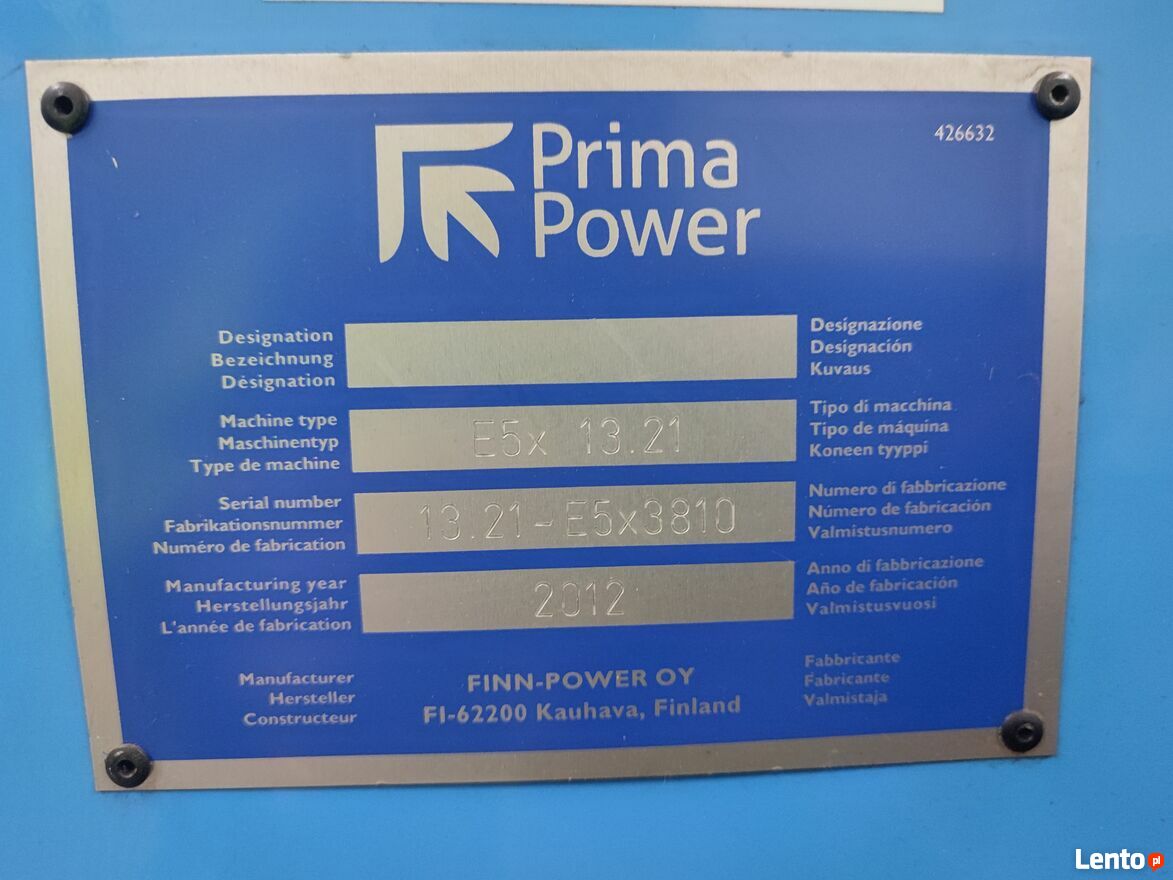 426632
Prima
Power
Designation
Bezeichnung
Désignation
Designazione
Designación
Kuvaus
Machine type
Maschinentyp
Type de machine
E5x 13.21
Tipo di macchina
Tipo de máquina
Koneen tyyppi
Serial number
Fabrikationsnummer
Numéro de fabrication
13.21-E5x3810
Numero di fabbricazione
Número de fabricación
Valmistusnumero
Manufacturing year
Herstellungsjahr
L'année de fabrication
2012
Anno di fabbricazione
Año de fabricación
Valmistusvuosi
Manufacturer
Hersteller
Constructeur
FINN-POWER OY
FI-62200 Kauhava, Finland
Fabbricante
Fabricante
Valmistaja
Lento pl